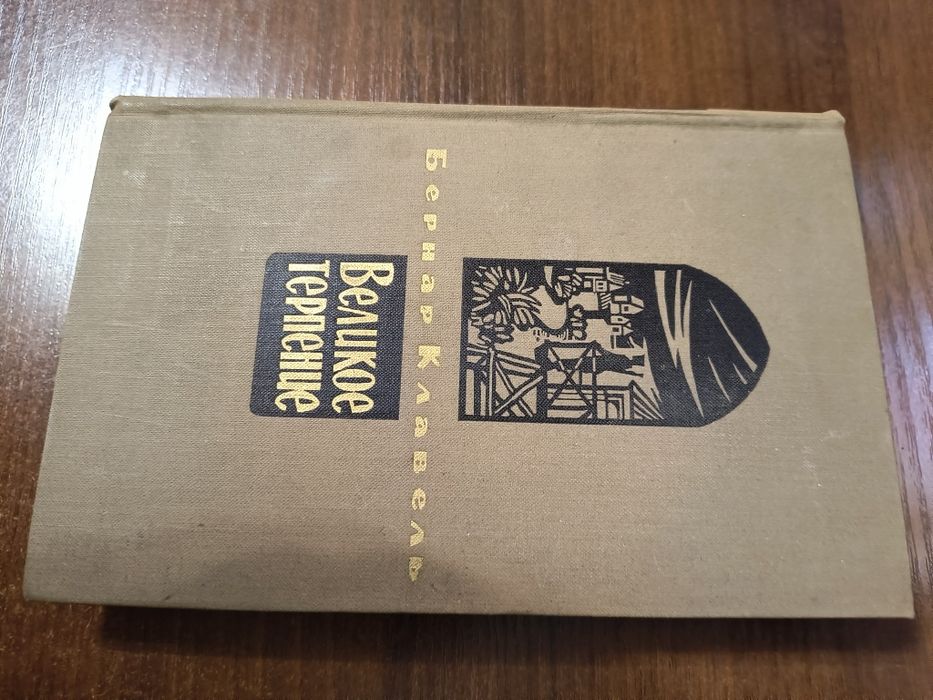 Бернар Клавель
Великое
терпение